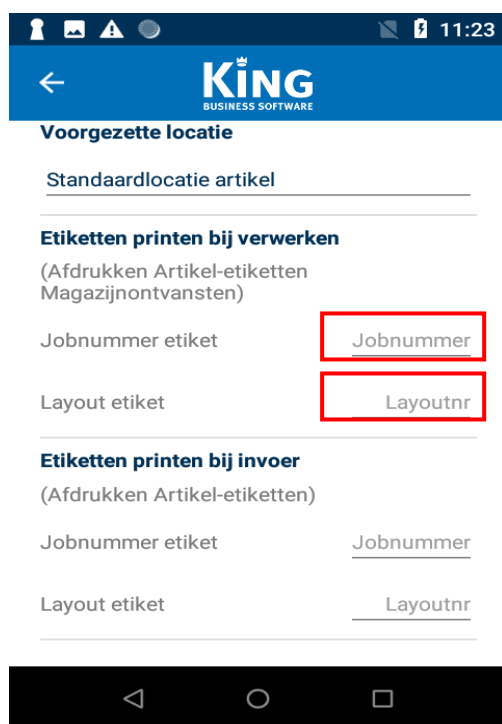 11:23
KING
BUSINESS SOFTWARE
Voorgezette locatie
Standaardlocatie artikel
Etiketten printen bij verwerken
(Afdrukken Artikel-etiketten
Magazijnontvansten)
Jobnummer etiket Jobnummer
Layout etiket Layoutnr
Etiketten printen bij invoer
(Afdrukken Artikel-etiketten)
Jobnummer etiket Jobnummer
Layout etiket Layoutnr